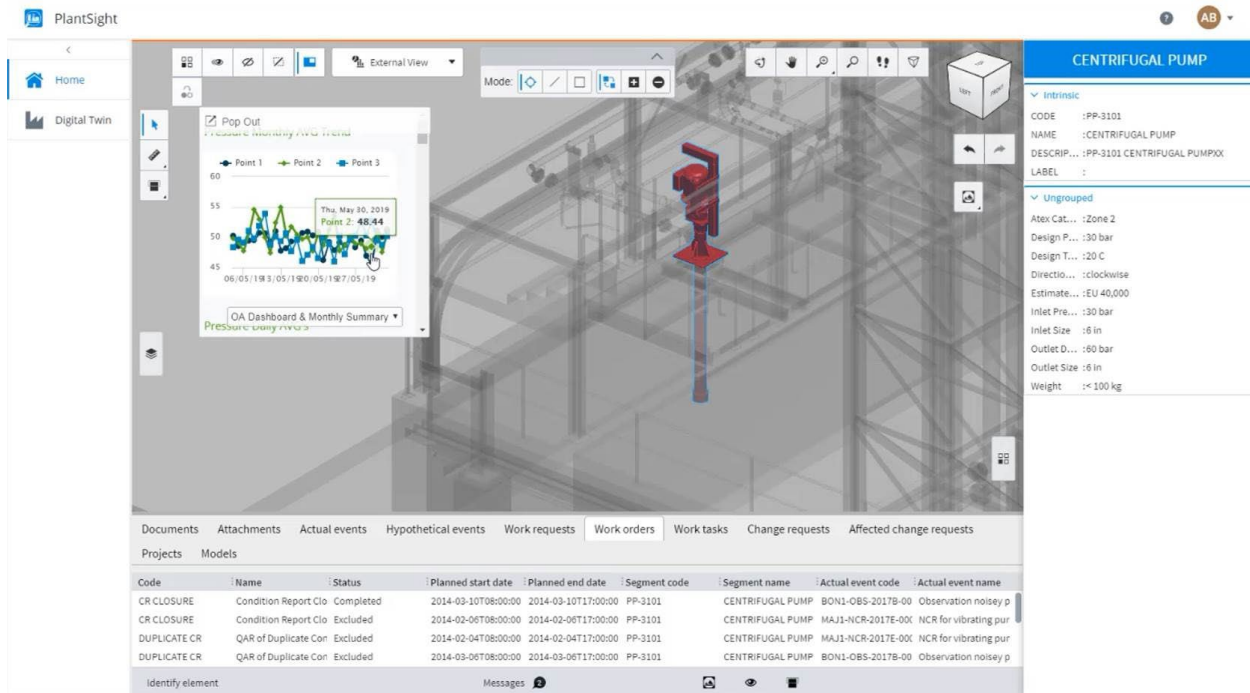 PlantSight
AB
Home
Digital Twin
External View
Mode:
LEFT
FRONT
Pop Out
Pressure Monthly AVG Trend
Point 1 Point 2 Point 3
60
55
50
45
Thu, May 30, 2019
Point 2: 48.44
06/05/1913/05/1920/05/1927/05/19
OA Dashboard & Monthly Summary
Pressure Daily AVG's
CENTRIFUGAL PUMP
Intrinsic
CODE :PP-3101
NAME :CENTRIFUGAL PUMP
DESCRIP... :PP-3101 CENTRIFUGAL PUMPXX
LABEL :
Ungrouped
Atex Cat... :Zone 2
Design P... :30 bar
Design T... :20 C
Directio... :clockwise
Estimate... :EU 40,000
Inlet Pre... :30 bar
Inlet Size :6 in
Outlet D... :60 bar
Outlet Size :6 in
Weight :< 100 kg
Documents Attachments Actual events Hypothetical events Work requests Work orders Work tasks Change requests Affected change requests
Projects Models
Code Name Status Planned start date Planned end date Segment code Segment name Actual event code Actual event name
CR CLOSURE Condition Report Clo Completed 2014-03-10T08:00:00 2014-03-10T17:00:00 PP-3101 CENTRIFUGAL PUMP BON1-OBS-2017B-00 Observation noisey p
CR CLOSURE Condition Report Clo Excluded 2014-02-06T08:00:00 2014-02-06T17:00:00 PP-3101 CENTRIFUGAL PUMP MAJ1-NCR-2017E-00( NCR for vibrating pur
DUPLICATE CR QAR of Duplicate Con Excluded 2014-02-04T08:00:00 2014-02-04T17:00:00 PP-3101 CENTRIFUGAL PUMP MAJ1-NCR-2017E-00( NCR for vibrating pur
DUPLICATE CR QAR of Duplicate Con Excluded 2014-03-06T08:00:00 2014-03-06T17:00:00 PP-3101 CENTRIFUGAL PUMP BON1-OBS-2017B-00 Observation noisey p
Identify element Messages 2